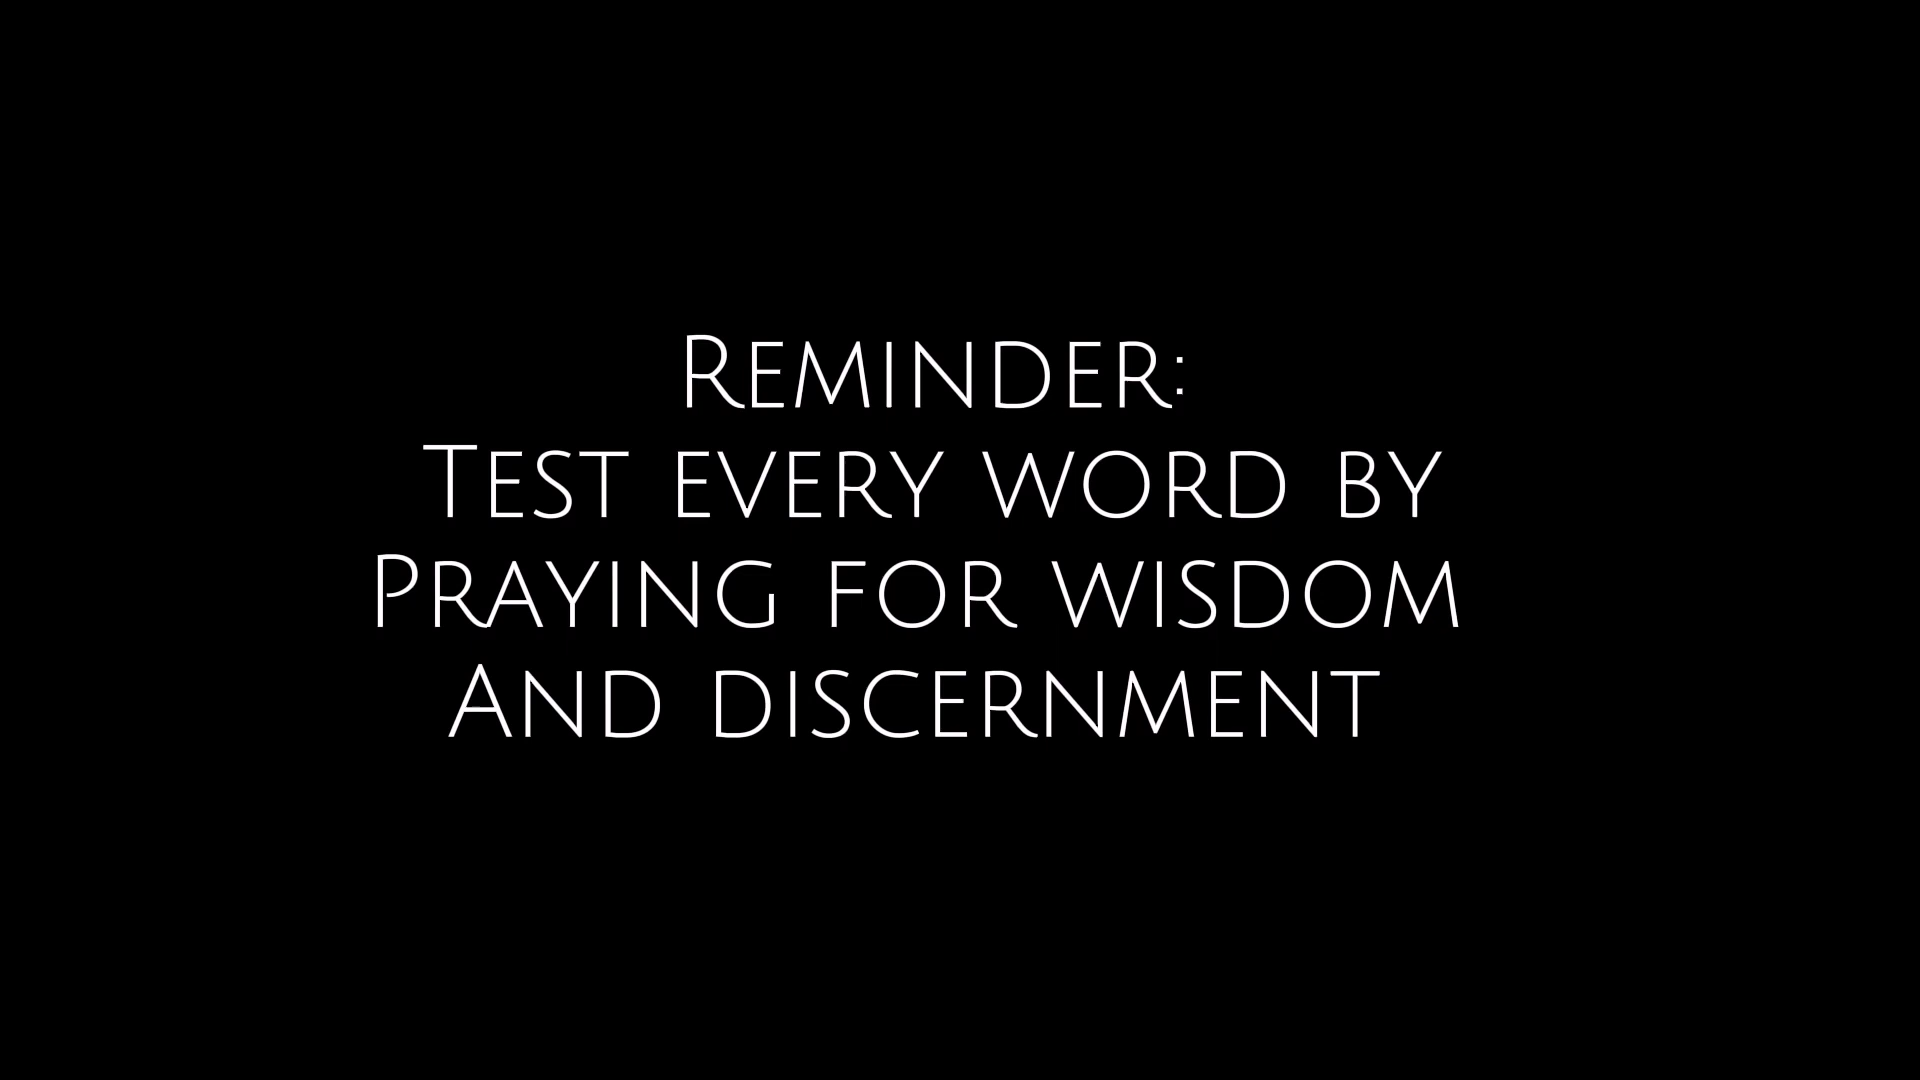 Reminder:
Test every word by
Praying for wisdom
And discernment